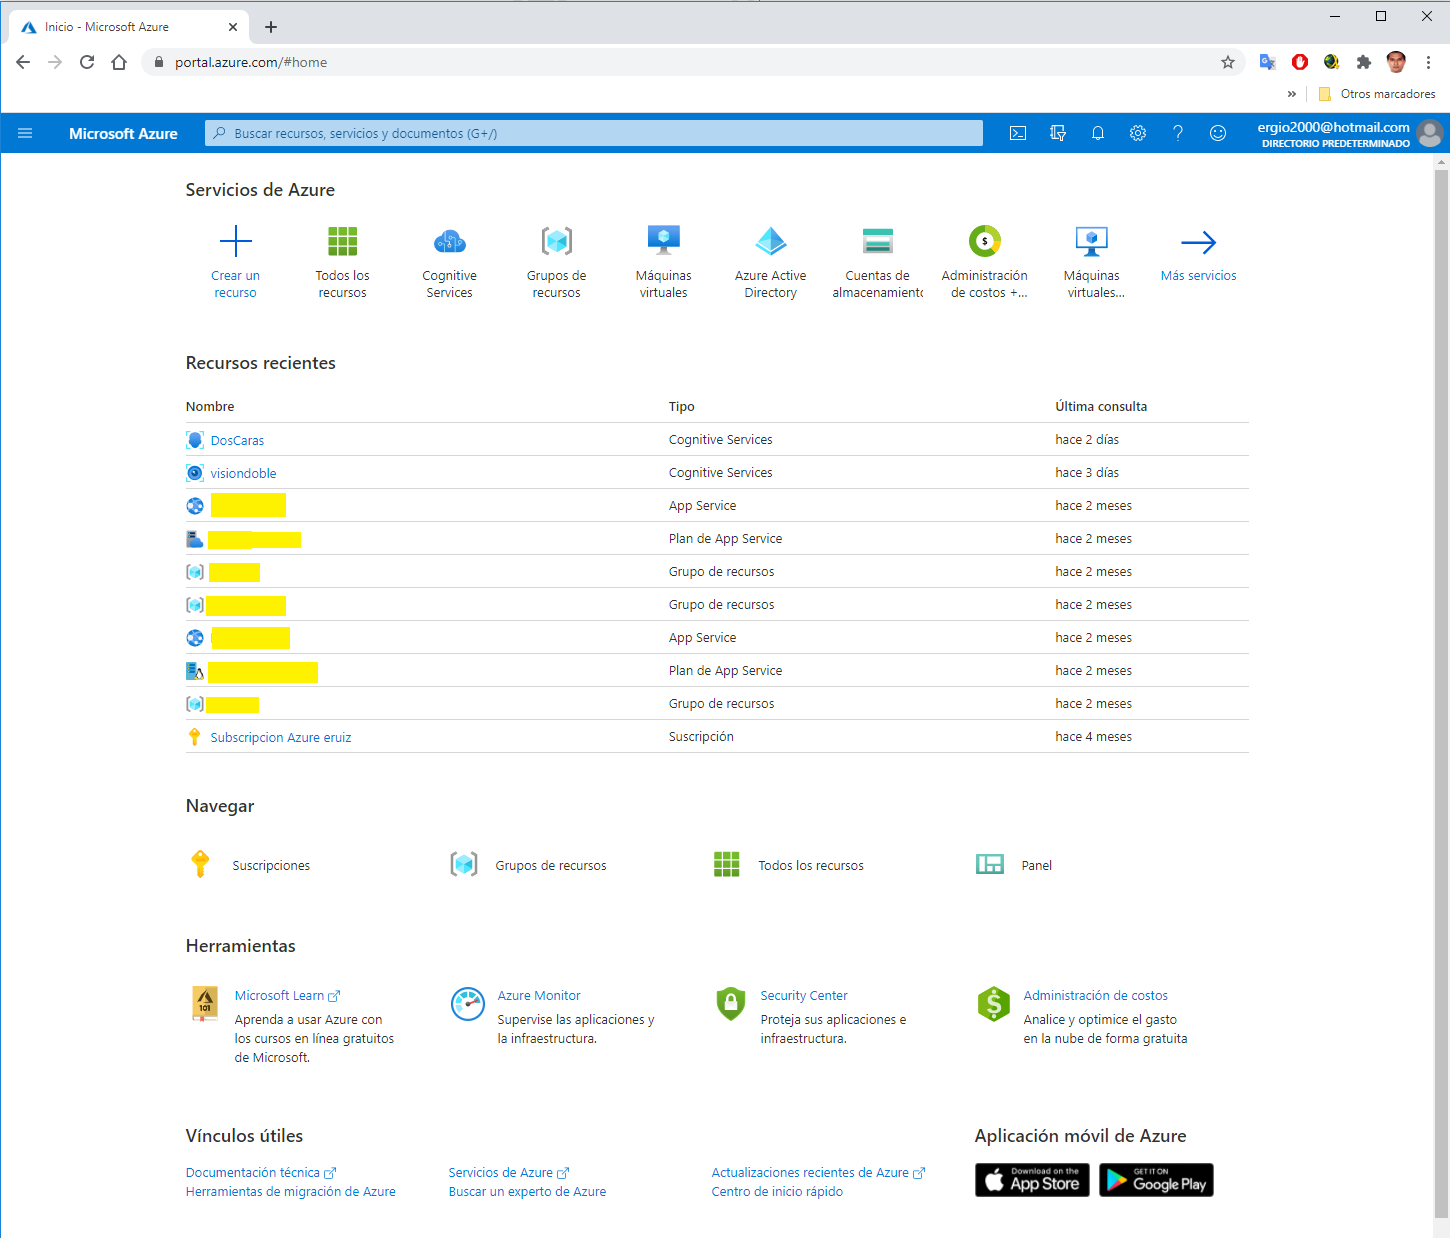 Inicio - Microsoft Azure
portal.azure.com/#home
» Otros marcadores
Microsoft Azure
Buscar recursos, servicios y documentos (G+/)
ergio2000@hotmail.com
DIRECTORIO PREDETERMINADO
Servicios de Azure
Crear un
recurso
Todos los
recursos
Cognitive
Services
Grupos de
recursos
Máquinas
virtuales
Azure Active
Directory
Cuentas de
almacenamiento
Administración
de costos +...
Máquinas
virtuales...
Más servicios
Recursos recientes
Nombre Tipo Última consulta
DosCaras Cognitive Services hace 2 días
visiondoble Cognitive Services hace 3 días
App Service hace 2 meses
Plan de App Service hace 2 meses
Grupo de recursos hace 2 meses
Grupo de recursos hace 2 meses
App Service hace 2 meses
Plan de App Service hace 2 meses
Grupo de recursos hace 2 meses
Subscripcion Azure eruiz Suscripción hace 4 meses
Navegar
Suscripciones Grupos de recursos Todos los recursos Panel
Herramientas
101
Microsoft Learn
Aprenda a usar Azure con
los cursos en línea gratuitos
de Microsoft.
Azure Monitor
Supervise las aplicaciones y
la infraestructura.
Security Center
Proteja sus aplicaciones e
infraestructura.
Administración de costos
Analice y optimice el gasto
en la nube de forma gratuita
Vínculos útiles
Documentación técnica Servicios de Azure Actualizaciones recientes de Azure
Herramientas de migración de Azure Buscar un experto de Azure Centro de inicio rápido
Aplicación móvil de Azure
Download on the
App Store
GET IT ON
Google Play